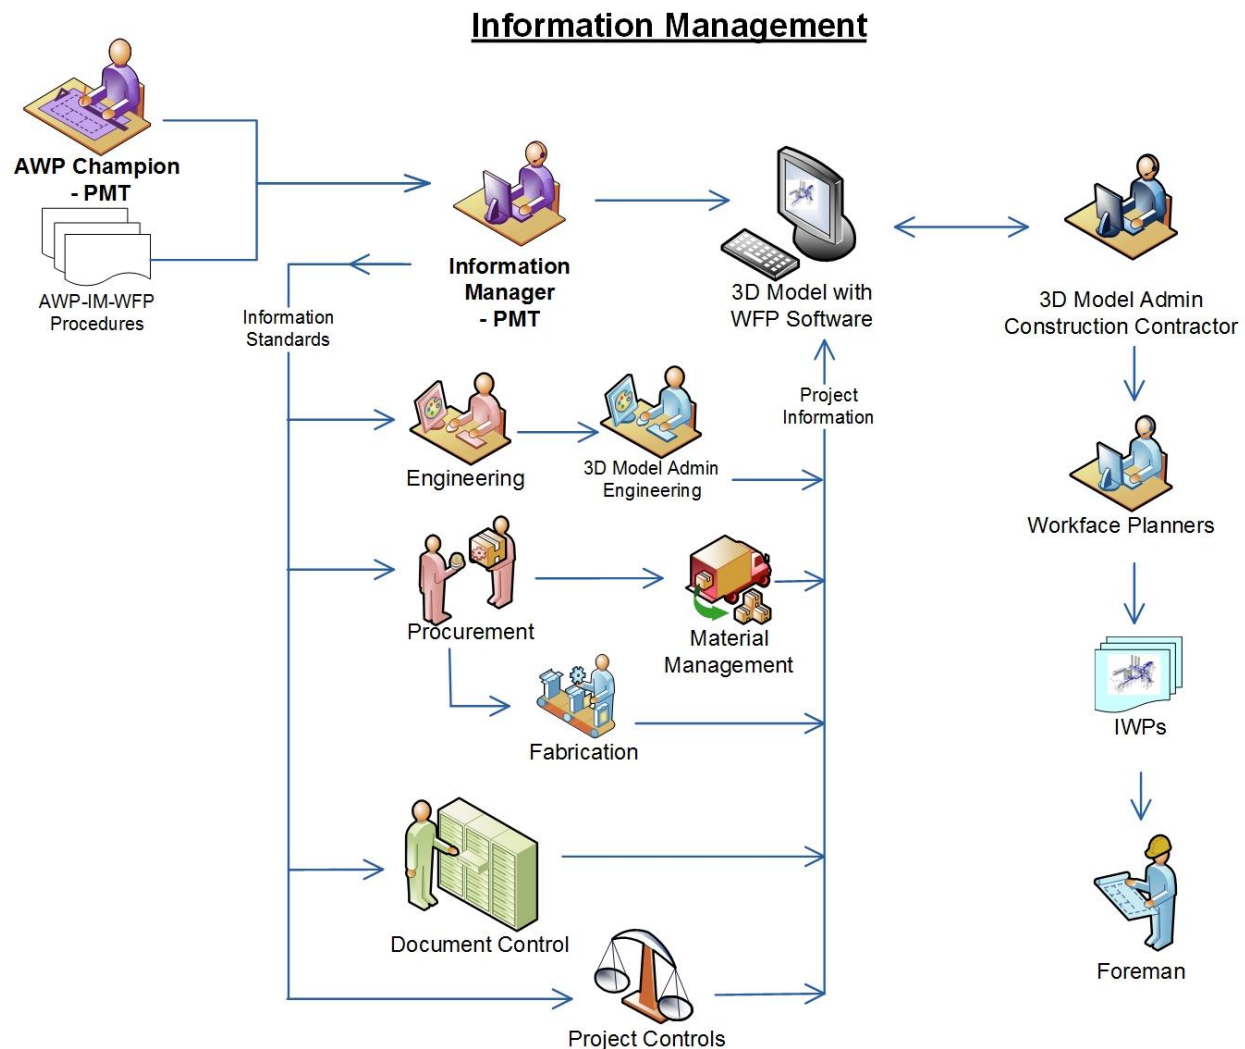 Information Management
AWP Champion
- PMT
AWP-IM-WFP
Procedures
Information
Manager
- PMT
3D Model with
WFP Software
3D Model Admin
Construction Contractor
Information
Standards
Project
Information
Engineering
3D Model Admin
Engineering
Workface Planners
Procurement
Material
Management
Fabrication
IWPs
Document Control
Foreman
Project Controls